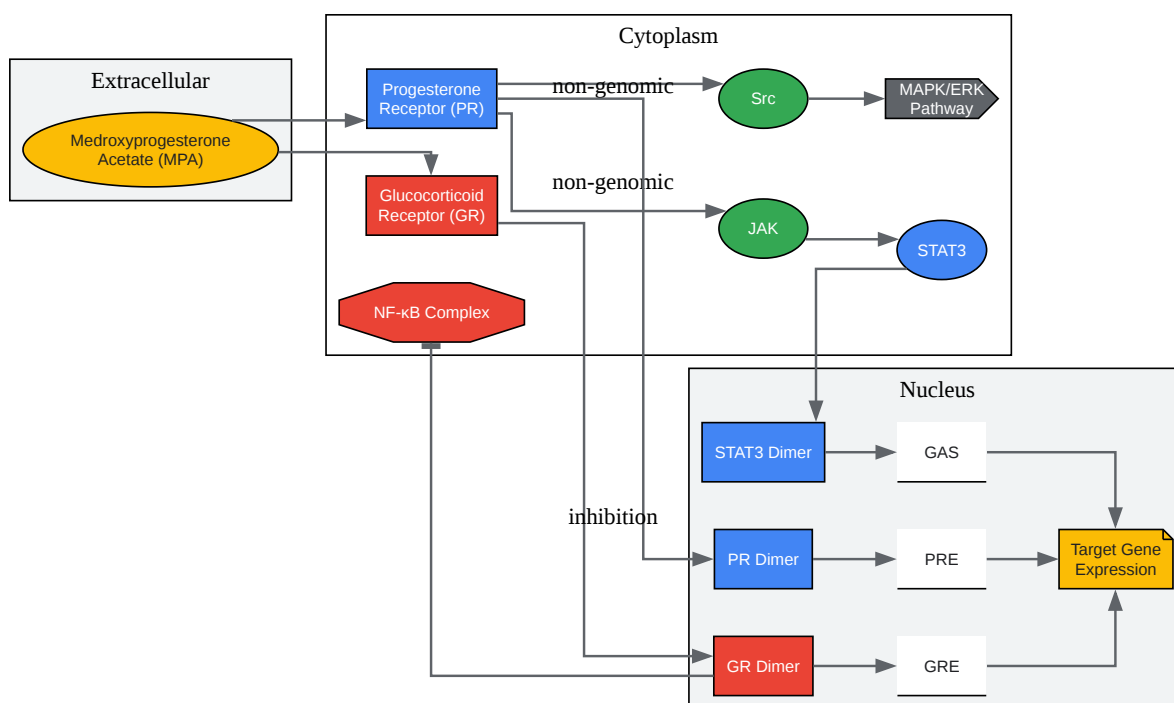 Extracellular
Medroxyprogesterone
Acetate (MPA)
Cytoplasm
Progesterone
Receptor (PR)
non-genomic
Src
MAPK/ERK
Pathway
Glucocorticoid
Receptor (GR)
non-genomic
JAK
STAT3
NF-κB Complex
Nucleus
STAT3 Dimer
GAS
inhibition
PR Dimer
PRE
Target Gene
Expression
GR Dimer
GRE